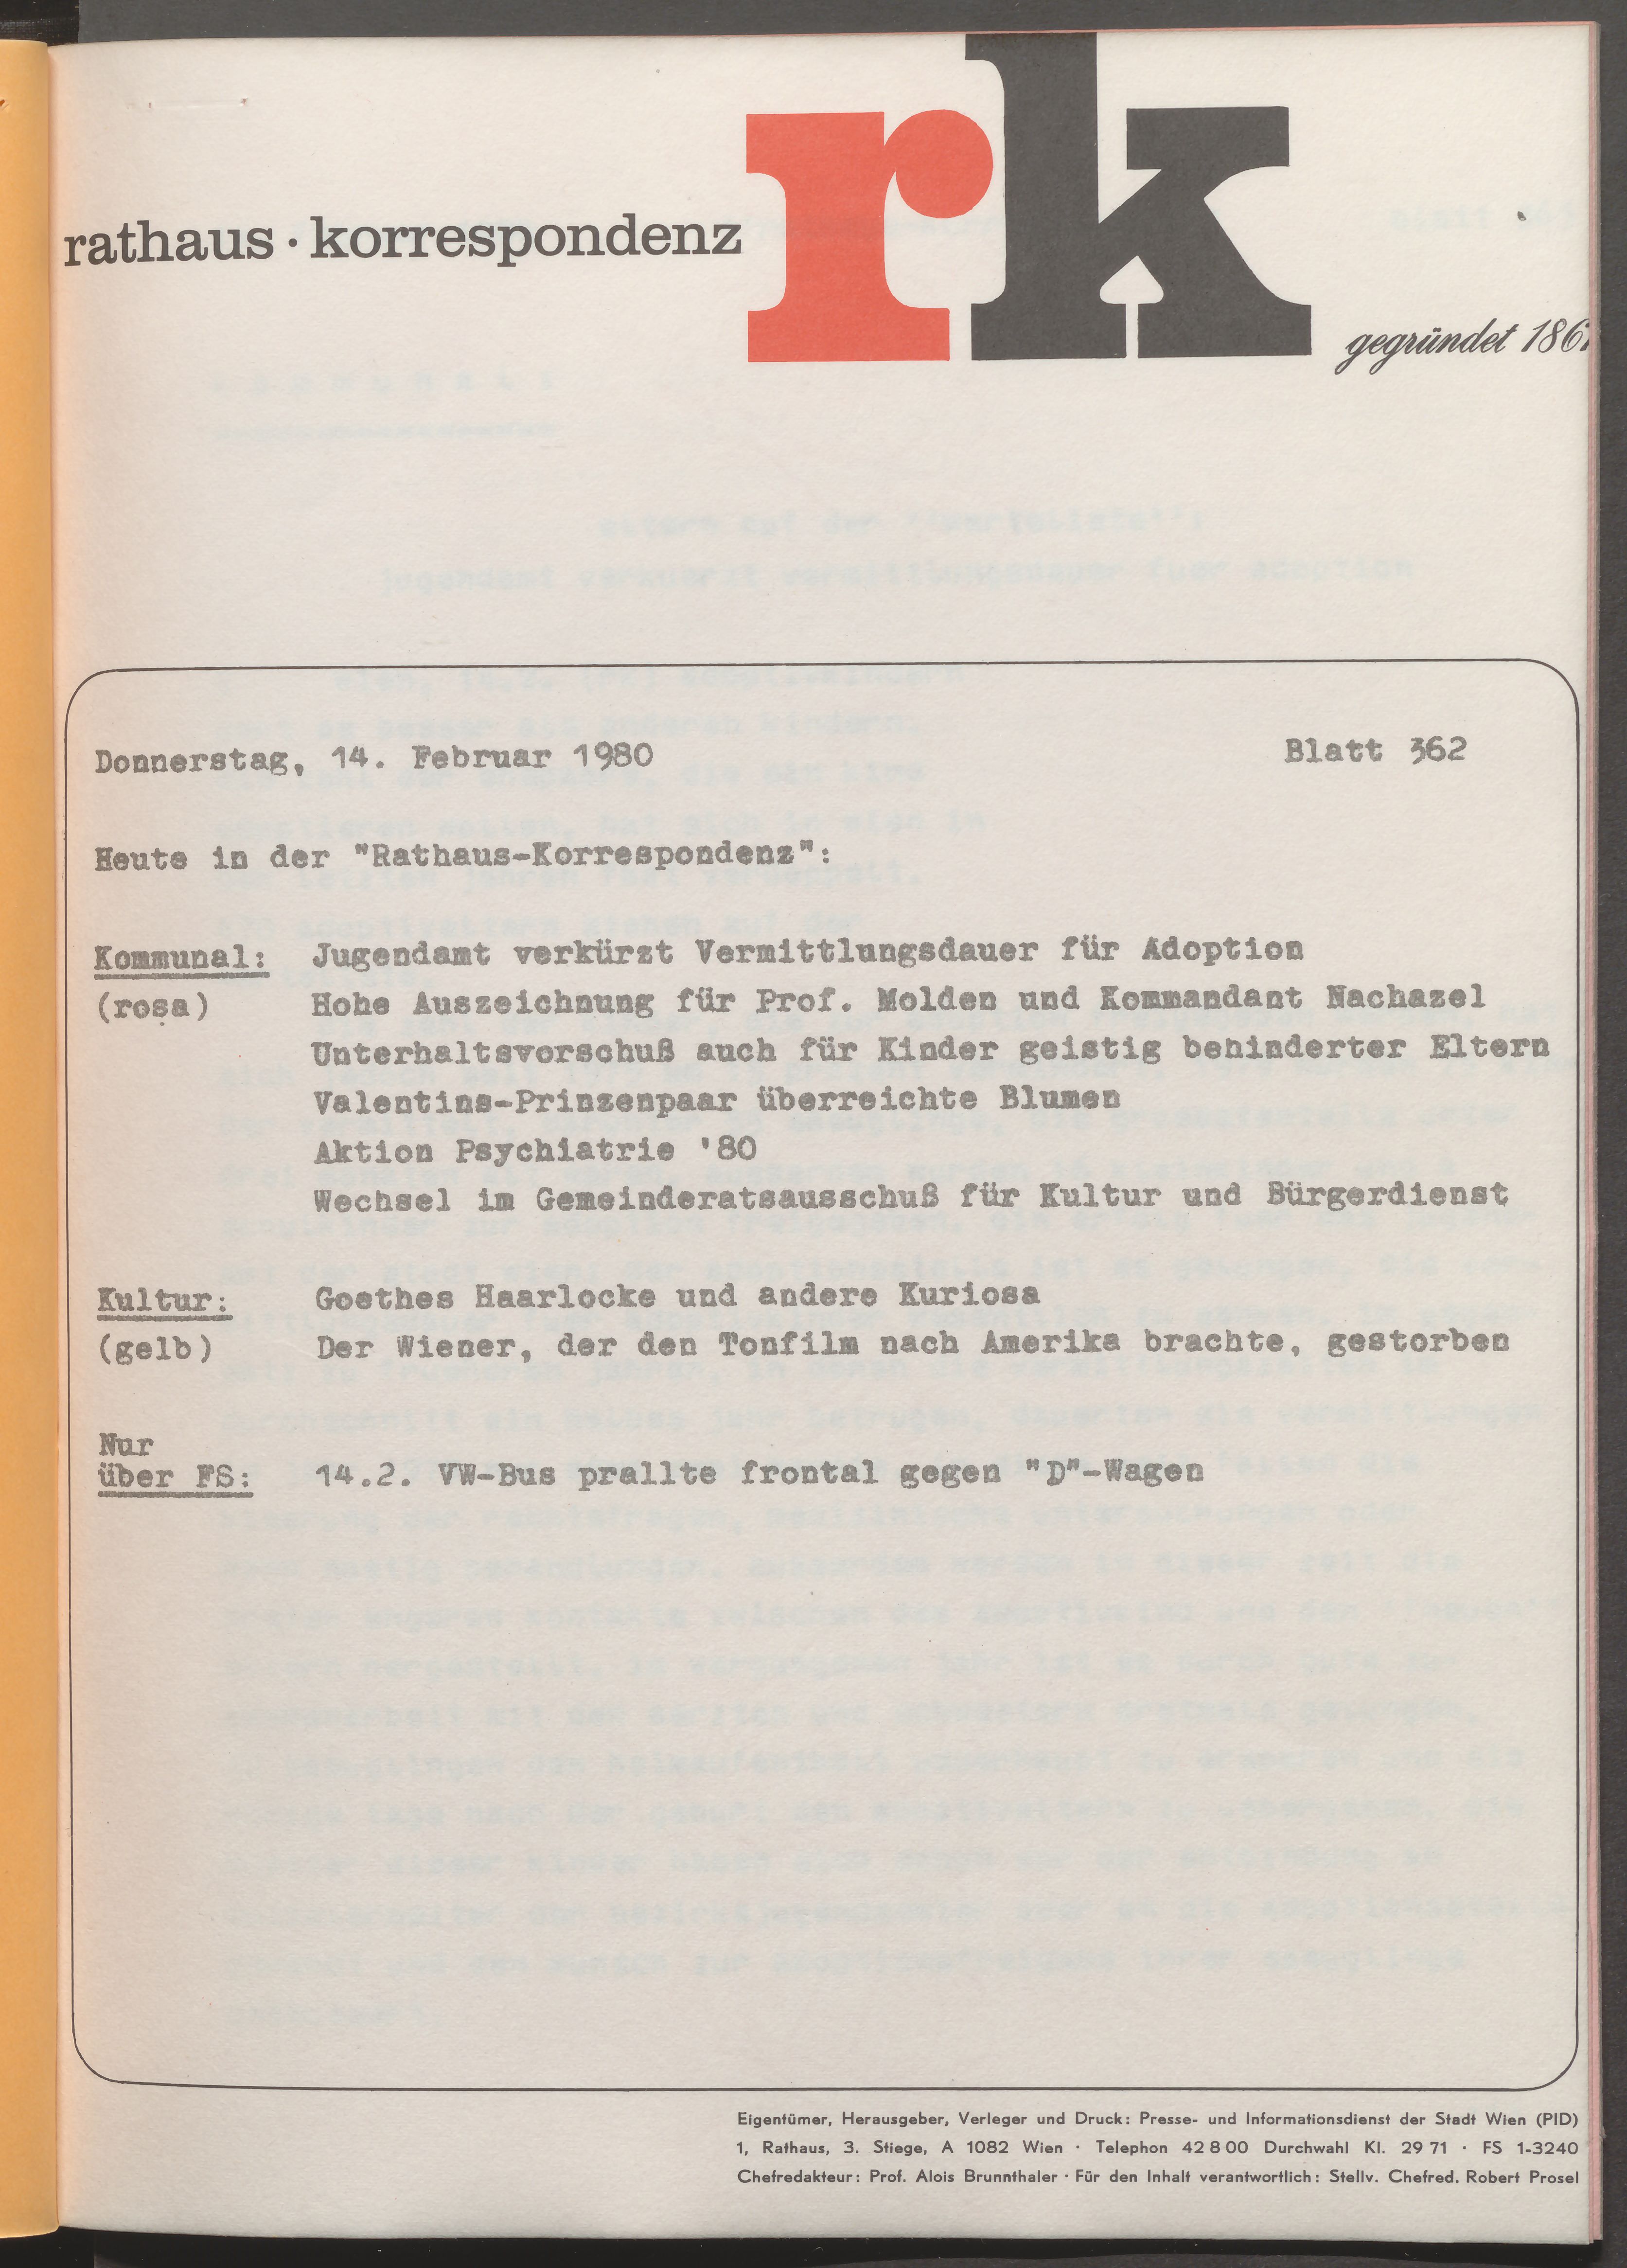 rk
rathaus · korrespondenz
gegründet 1861
Donnerstag, 14. Februar 1980 Blatt 362
Heute in der "Rathaus-Korrespondenz":
Kommunal: Jugendamt verkürzt Vermittlungsdauer für Adoption
(rosa) Hohe Auszeichnung für Prof. Molden und Kommandant Nachazel
Unterhaltsvorschuß auch für Kinder geistig behinderter Eltern
Valentins-Prinzenpaar überreichte Blumen
Aktion Psychiatrie '80
Wechsel im Gemeinderatsausschuß für Kultur und Bürgerdienst
Kultur: Goethes Haarlocke und andere Kuriosa
(gelb) Der Wiener, der den Tonfilm nach Amerika brachte, gestorben
Nur
über FS: 14.2. VW-Bus prallte frontal gegen "D"-Wagen
Eigentümer, Herausgeber, Verleger und Druck: Presse- und Informationsdienst der Stadt Wien (PID)
1, Rathaus, 3. Stiege, A 1082 Wien · Telephon 42 8 00 Durchwahl Kl. 29 71 · FS 1-3240
Chefredakteur: Prof. Alois Brunnthaler · Für den Inhalt verantwortlich: Stellv. Chefred. Robert Prosel